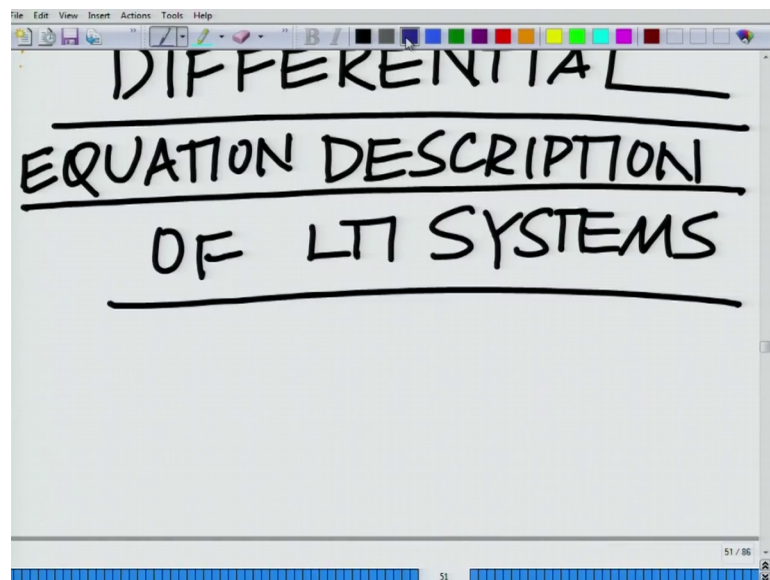 File Edit View Insert Actions Tools Help
B I
DIFFERENTIAL
EQUATION DESCRIPTION
OF LTI SYSTEMS
51 / 86
51